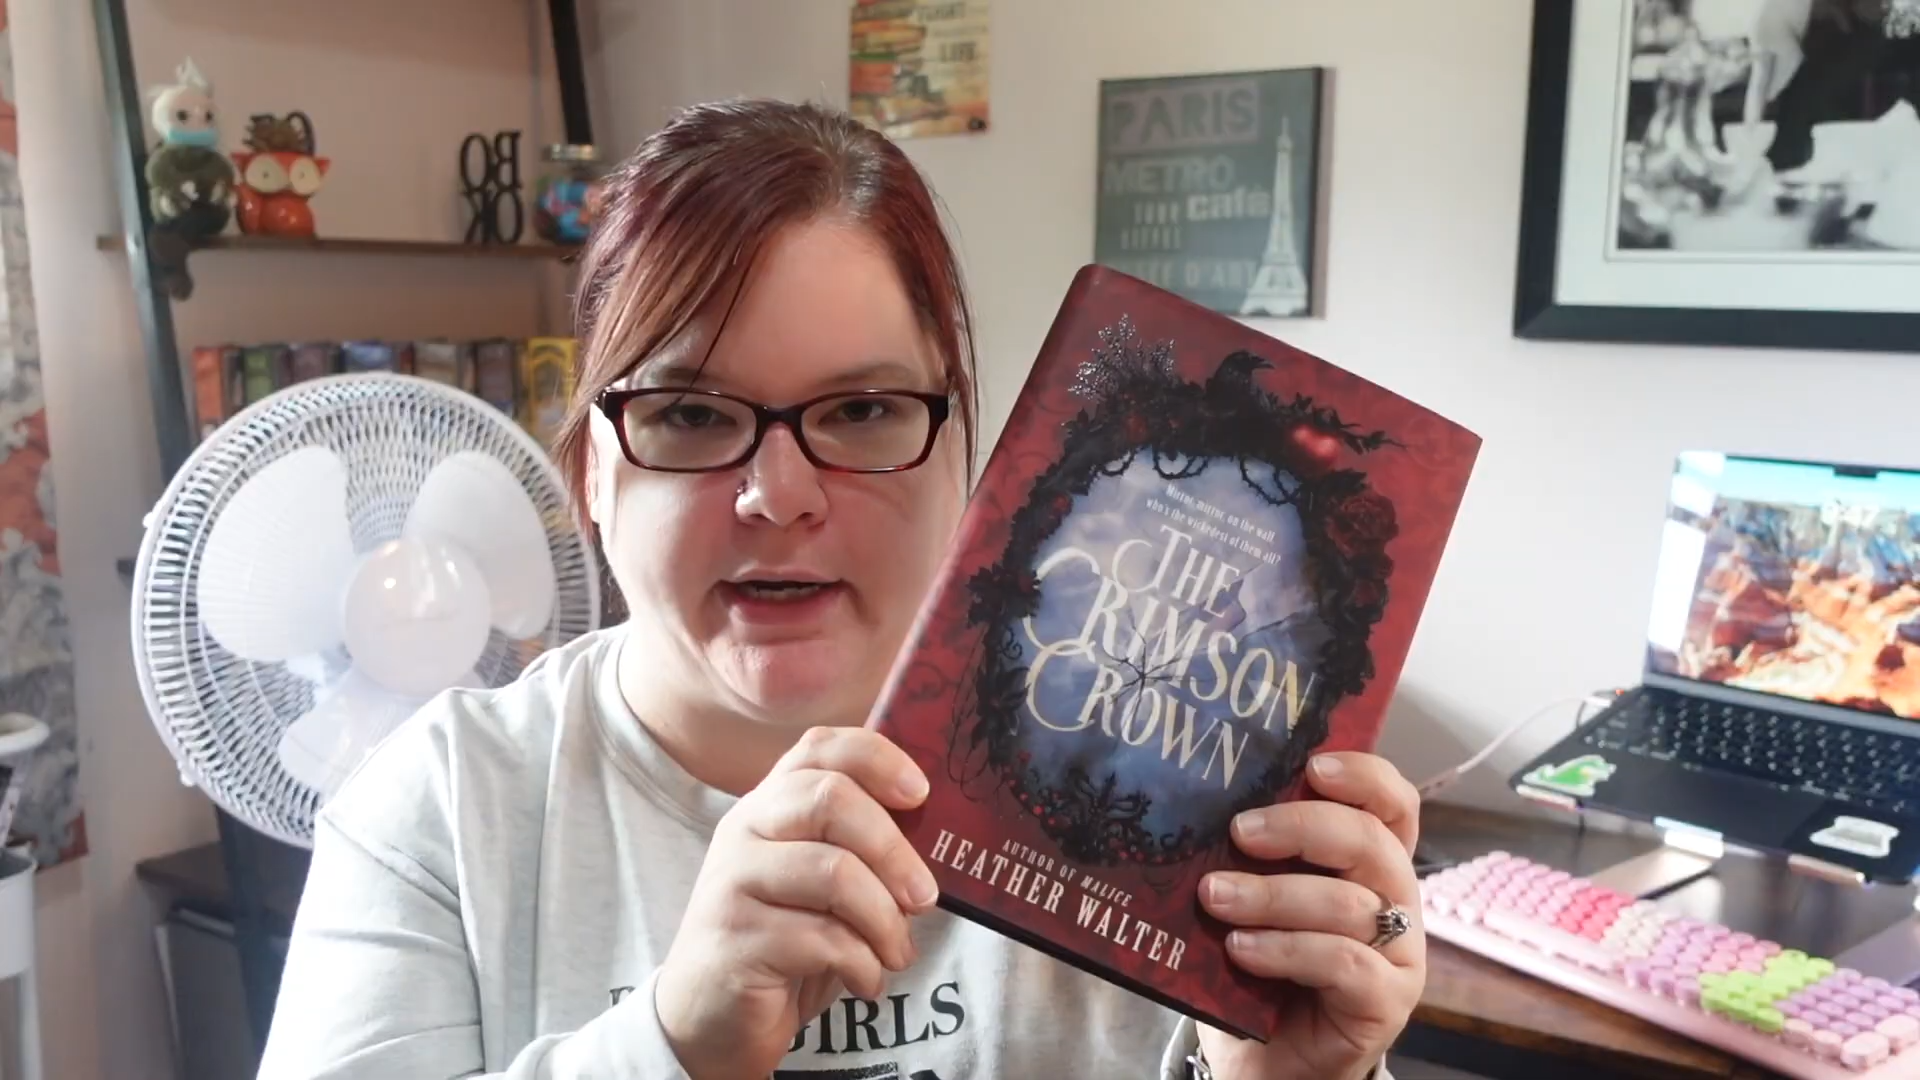 LIFE
PARIS
METRO
cafe
Mirror, mirror, on the wall,
who's the wickedest of them all?
THE
CRIMSON
CROWN
AUTHOR OF MALICE
HEATHER WALTER
GIRLS